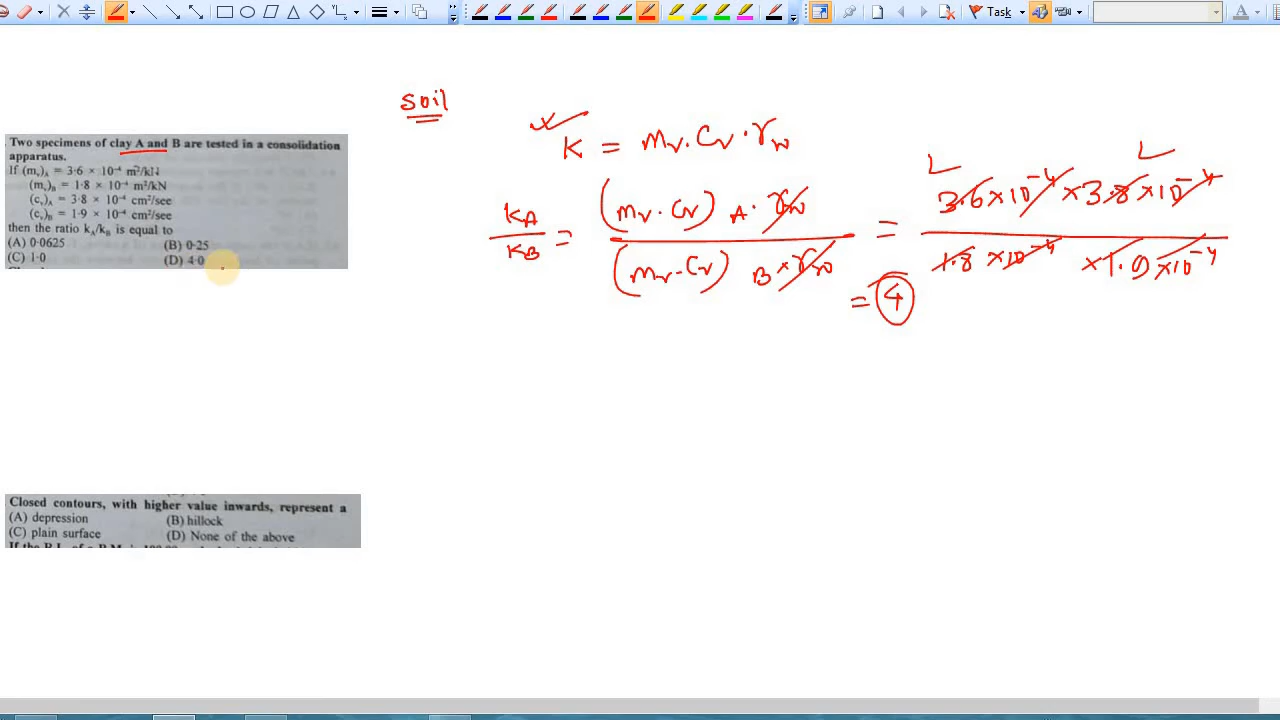 Task
soil
Two specimens of clay A and B are tested in a consolidation
apparatus.
If (mᵥ)A = 3·6 × 10⁻⁴ m²/kN
(mᵥ)B = 1·8 × 10⁻⁴ m²/kN
(cᵥ)A = 3·8 × 10⁻⁴ cm²/see
(cᵥ)B = 1·9 × 10⁻⁴ cm²/see
then the ratio kA/kB is equal to
(A) 0·0625 (B) 0·25
(C) 1·0 (D) 4·0
K = mv.Cv.γw
KA/KB = (mv.Cv) A.γw / (mv.Cv) B×γw = 3.6×10⁻⁴×3.8×10⁻⁴ / 1.8×10⁻⁴×1.9×10⁻⁴
= 4
Closed contours, with higher value inwards, represent a
(A) depression (B) hillock
(C) plain surface (D) None of the above